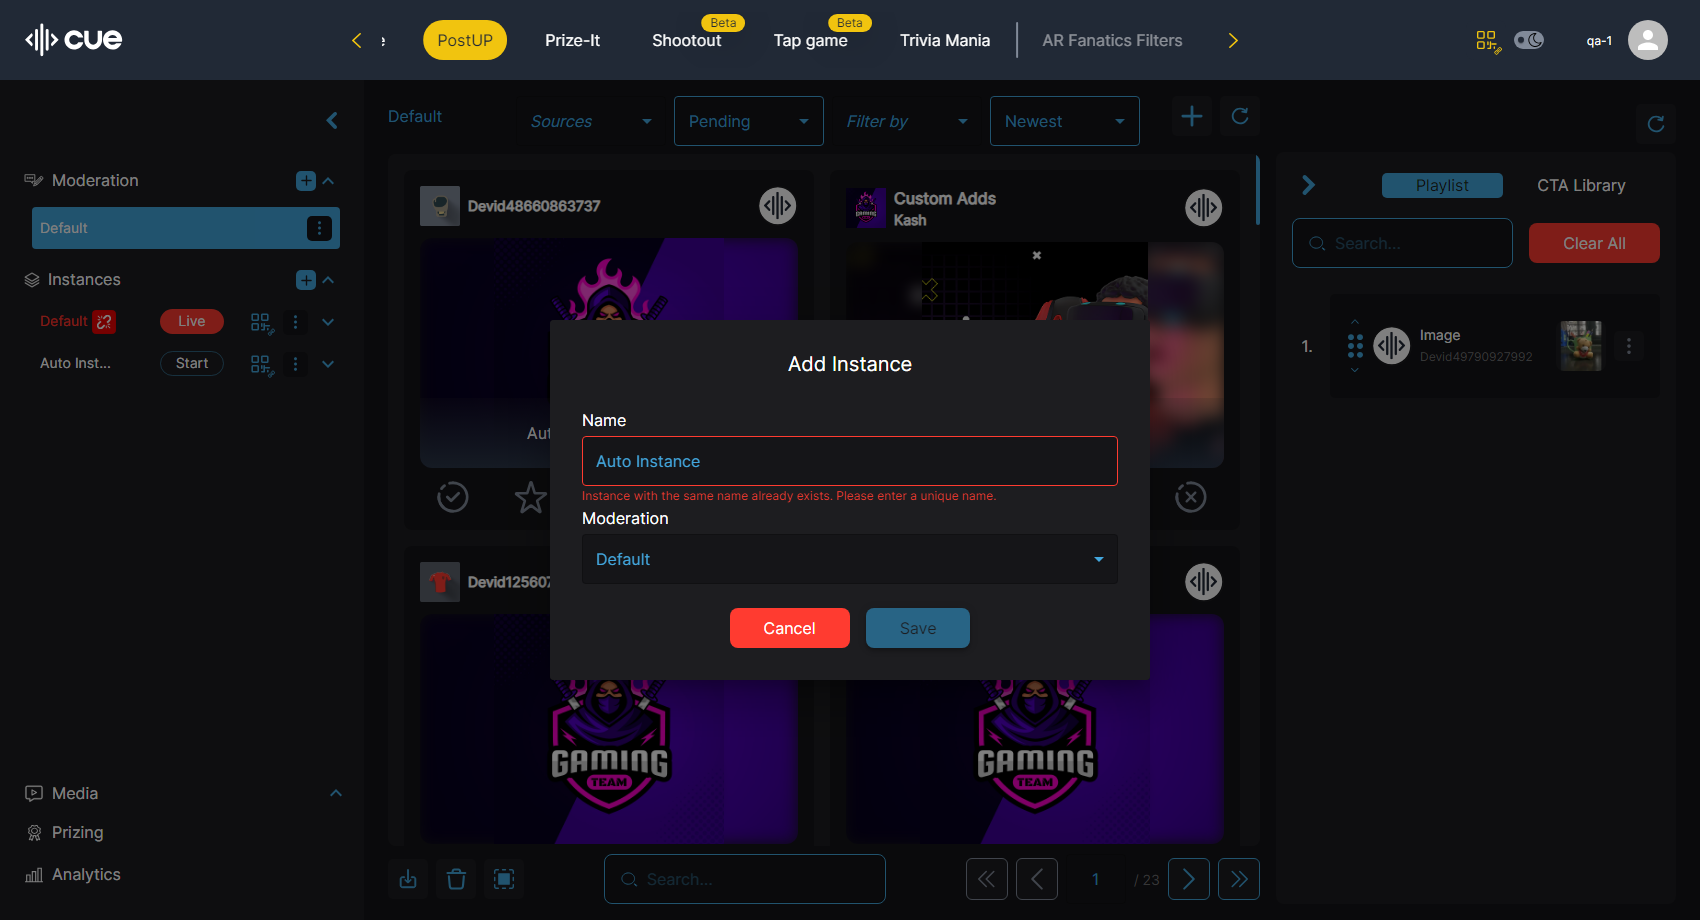 cue
PostUP
Prize-It
Shootout
Beta
Tap game
Beta
Trivia Mania
AR Fanatics Filters
qa-1
Default
Sources
Pending
Filter by
Newest
Moderation
Default
Instances
Default
Live
Auto Inst...
Start
Media
Prizing
Analytics
Devid48660863737
Custom Adds
Kash
Add Instance
Name
Auto Instance
Instance with the same name already exists. Please enter a unique name.
Moderation
Default
Cancel
Save
GAMING
TEAM
GAMING
TEAM
Search...
1
/ 23
Playlist
CTA Library
Search...
Clear All
1.
Image
Devid49790927992